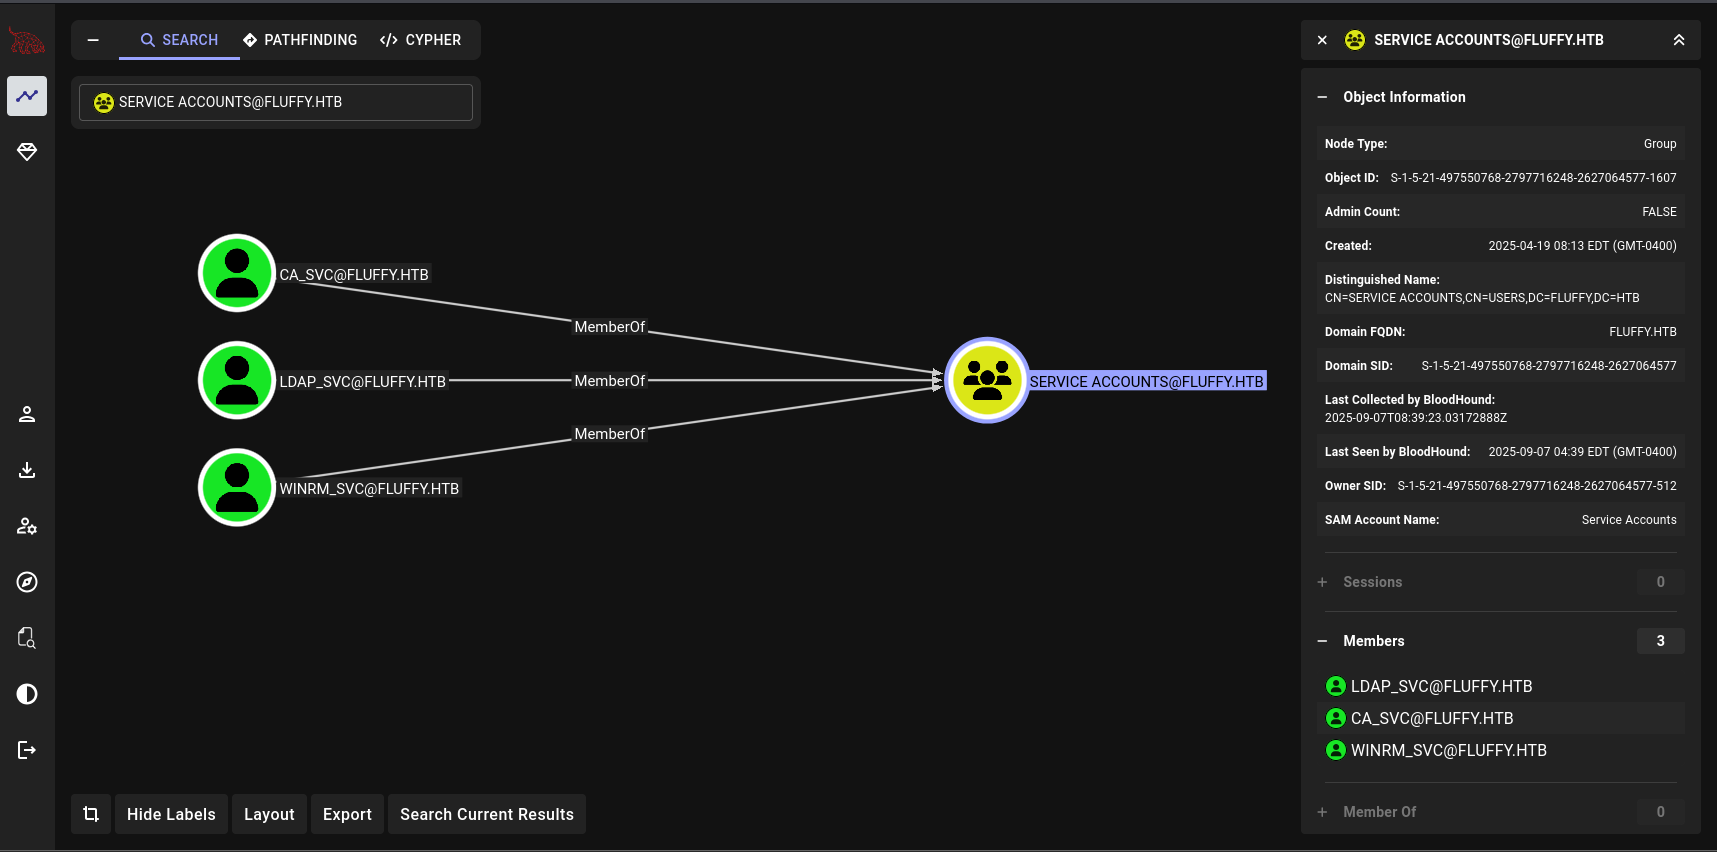 SEARCH
PATHFINDING
CYPHER
SERVICE ACCOUNTS@FLUFFY.HTB
CA_SVC@FLUFFY.HTB
MemberOf
LDAP_SVC@FLUFFY.HTB
MemberOf
SERVICE ACCOUNTS@FLUFFY.HTB
MemberOf
WINRM_SVC@FLUFFY.HTB
Hide Labels
Layout
Export
Search Current Results
SERVICE ACCOUNTS@FLUFFY.HTB
Object Information
Node Type: Group
Object ID: S-1-5-21-497550768-2797716248-2627064577-1607
Admin Count: FALSE
Created: 2025-04-19 08:13 EDT (GMT-0400)
Distinguished Name:
CN=SERVICE ACCOUNTS,CN=USERS,DC=FLUFFY,DC=HTB
Domain FQDN: FLUFFY.HTB
Domain SID: S-1-5-21-497550768-2797716248-2627064577
Last Collected by BloodHound:
2025-09-07T08:39:23.03172888Z
Last Seen by BloodHound: 2025-09-07 04:39 EDT (GMT-0400)
Owner SID: S-1-5-21-497550768-2797716248-2627064577-512
SAM Account Name: Service Accounts
Sessions 0
Members 3
LDAP_SVC@FLUFFY.HTB
CA_SVC@FLUFFY.HTB
WINRM_SVC@FLUFFY.HTB
Member Of 0